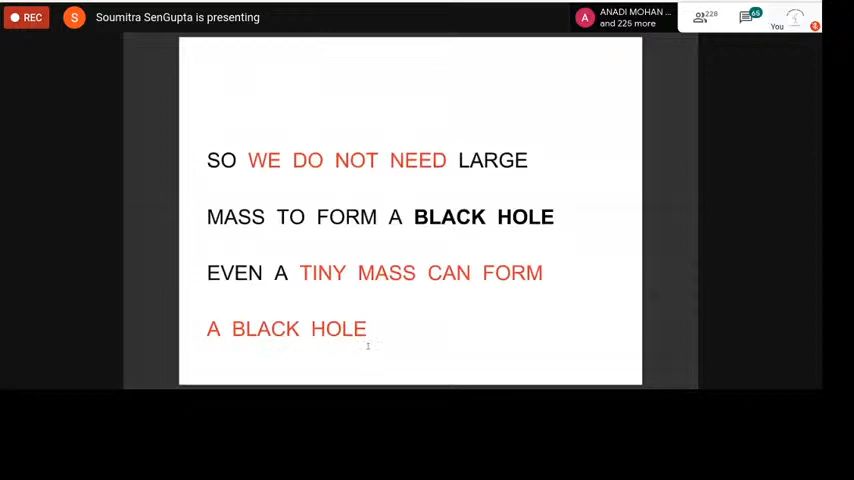 REC
S
Soumitra SenGupta is presenting
A
ANADI MOHAN ...
and 225 more
228
65
You
SO WE DO NOT NEED LARGE
MASS TO FORM A BLACK HOLE
EVEN A TINY MASS CAN FORM
A BLACK HOLE